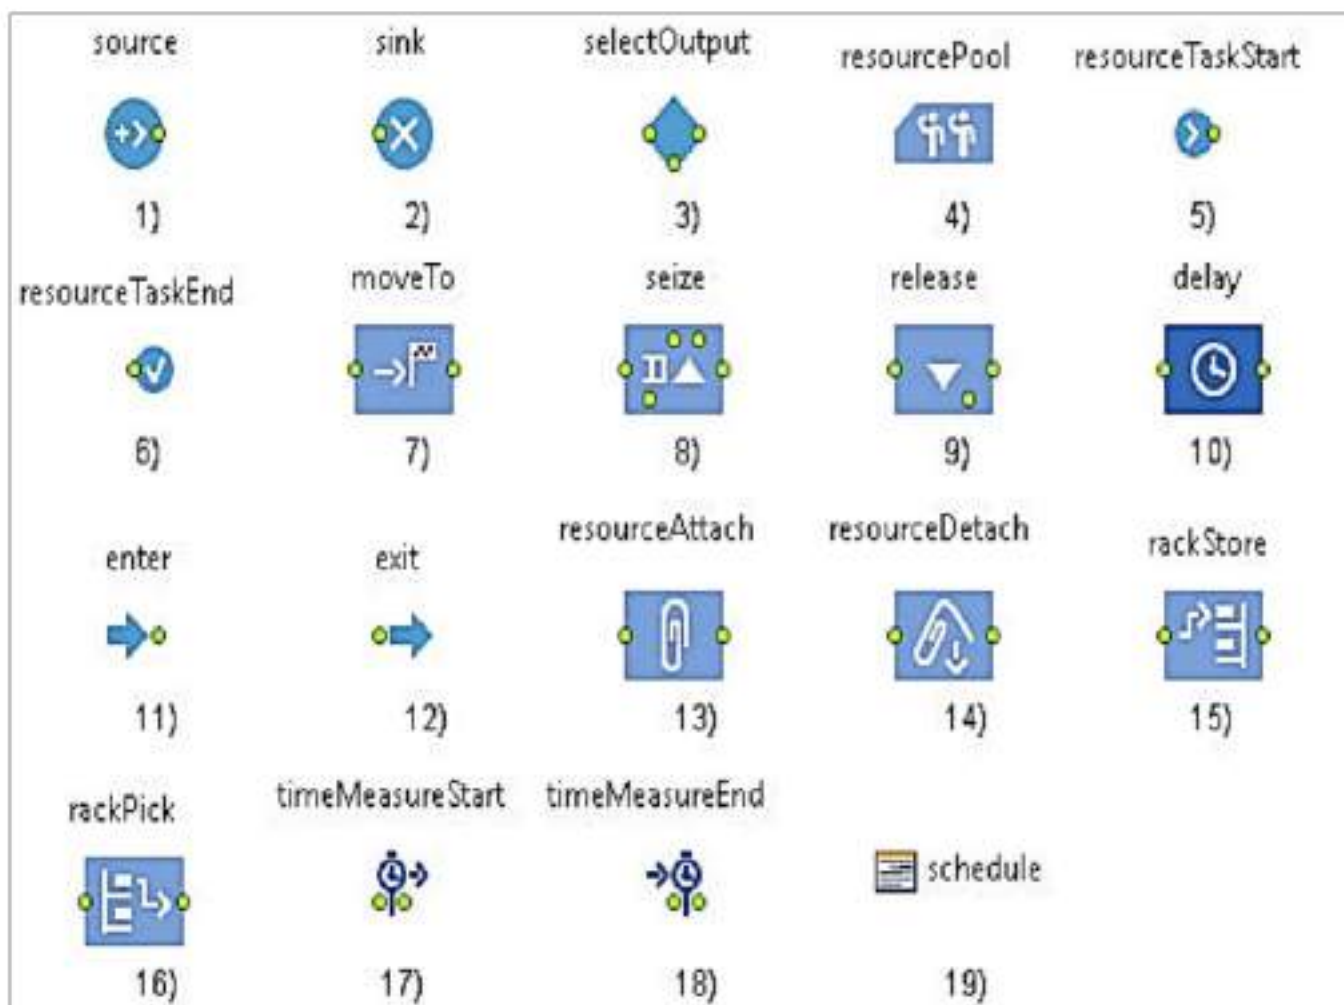 source sink selectOutput resourcePool resourceTaskStart
1) 2) 3) 4) 5)
resourceTaskEnd moveTo seize release delay
6) 7) 8) 9) 10)
enter exit resourceAttach resourceDetach rackStore
11) 12) 13) 14) 15)
rackPick timeMeasureStart timeMeasureEnd schedule
16) 17) 18) 19)